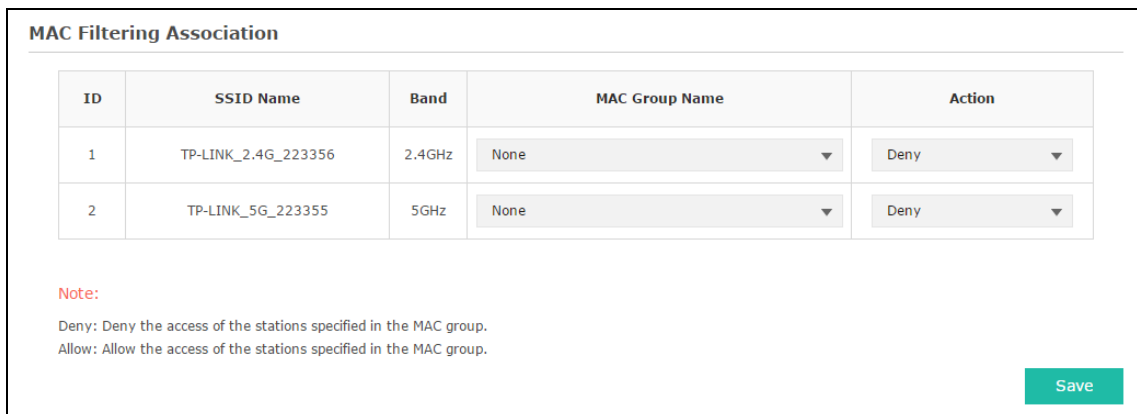 MAC Filtering Association
ID SSID Name Band MAC Group Name Action
1 TP-LINK_2.4G_223356 2.4GHz None Deny
2 TP-LINK_5G_223355 5GHz None Deny
Note:
Deny: Deny the access of the stations specified in the MAC group.
Allow: Allow the access of the stations specified in the MAC group.
Save